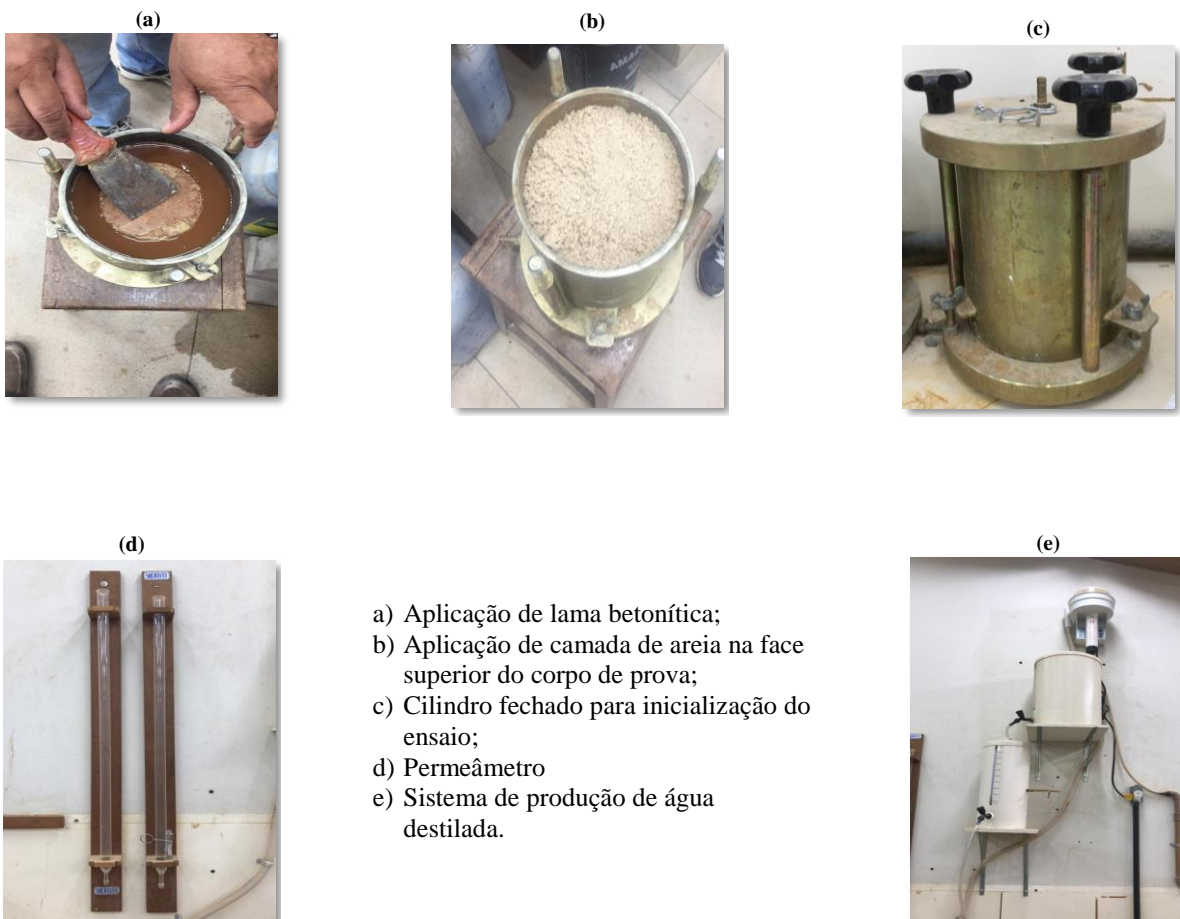 (a)
(b)
(c)
AMAP
(d)
(e)
a) Aplicação de lama betonítica;
b) Aplicação de camada de areia na face
superior do corpo de prova;
c) Cilindro fechado para inicialização do
ensaio;
d) Permeâmetro
e) Sistema de produção de água
destilada.